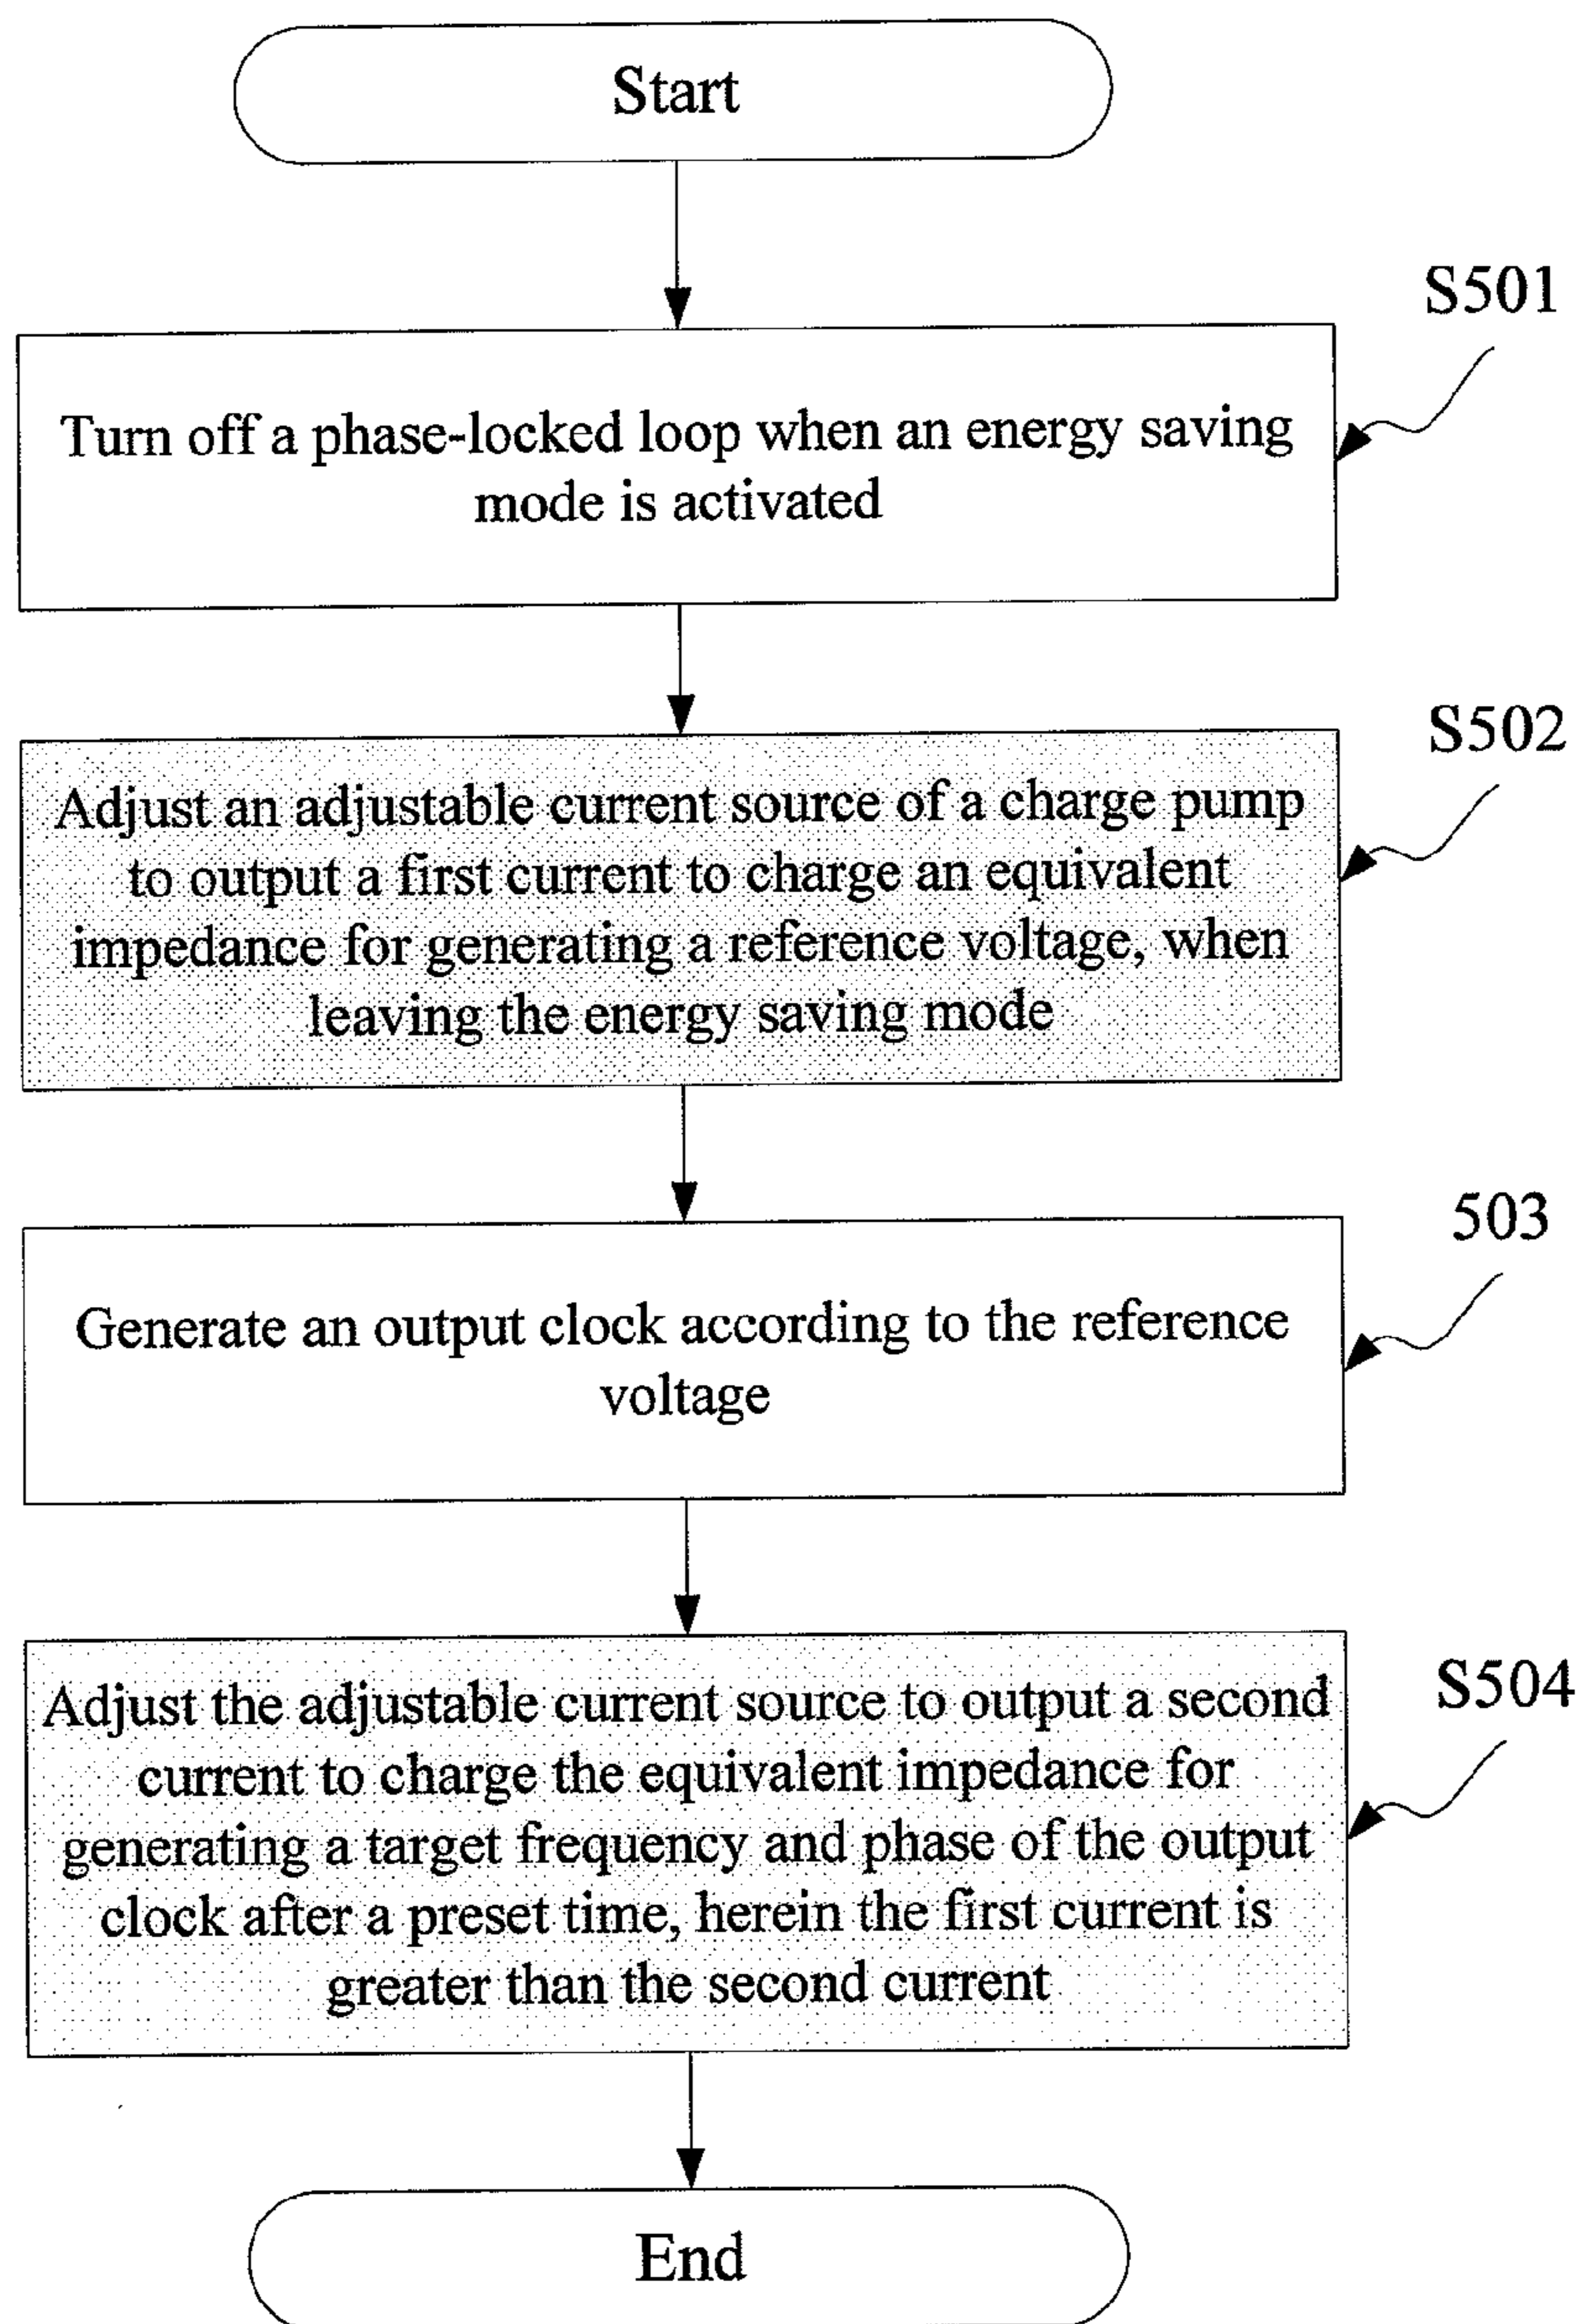 Start
S501
Turn off a phase-locked loop when an energy saving
mode is activated
S502
Adjust an adjustable current source of a charge pump
to output a first current to charge an equivalent
impedance for generating a reference voltage, when
leaving the energy saving mode
503
Generate an output clock according to the reference
voltage
S504
Adjust the adjustable current source to output a second
current to charge the equivalent impedance for
generating a target frequency and phase of the output
clock after a preset time, herein the first current is
greater than the second current
End